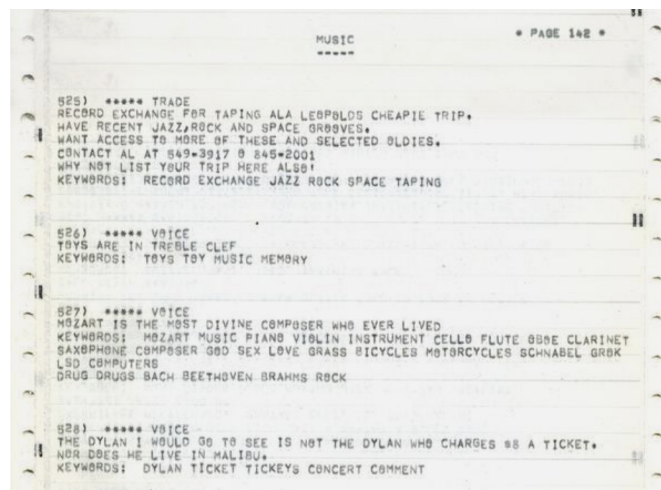 MUSIC
* PAGE 142 *
525) ***** TRADE
RECORD EXCHANGE FOR TAPING ALA LEOPOLDS CHEAPIE TRIP.
HAVE RECENT JAZZ,ROCK AND SPACE GROOVES.
WANT ACCESS TO MORE OF THESE AND SELECTED OLDIES.
CONTACT AL AT 549-3917 O 845-2001
WHY NOT LIST YOUR TRIP HERE ALSO!
KEYWORDS: RECORD EXCHANGE JAZZ ROCK SPACE TAPING
526) ***** VOICE
TOYS ARE IN TREBLE CLEF
KEYWORDS: TOYS TOY MUSIC MEMORY
527) ***** VOICE
MOZART IS THE MOST DIVINE COMPOSER WHO EVER LIVED
KEYWORDS: MOZART MUSIC PIANO VIOLIN INSTRUMENT CELLO FLUTE OBOE CLARINET
SAXOPHONE COMPOSER GOD SEX LOVE GRASS BICYCLES MOTORCYCLES SCHNABEL GROK
LSD COMPUTERS
DRUG DRUGS BACH BEETHOVEN BRAHMS ROCK
528) ***** VOICE
THE DYLAN I WOULD GO TO SEE IS NOT THE DYLAN WHO CHARGES $8 A TICKET.
NOR DOES HE LIVE IN MALIBU.
KEYWORDS: DYLAN TICKET TICKEYS CONCERT COMMENT